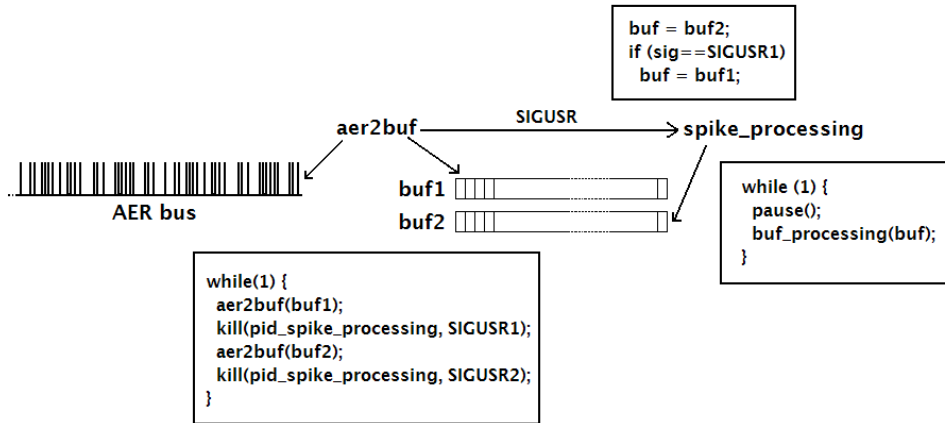 buf = buf2;
if (sig==SIGUSR1)
buf = buf1;
SIGUSR
aer2buf
spike_processing
AER bus
buf1
buf2
while (1) {
pause();
buf_processing(buf);
}
while(1) {
aer2buf(buf1);
kill(pid_spike_processing, SIGUSR1);
aer2buf(buf2);
kill(pid_spike_processing, SIGUSR2);
}